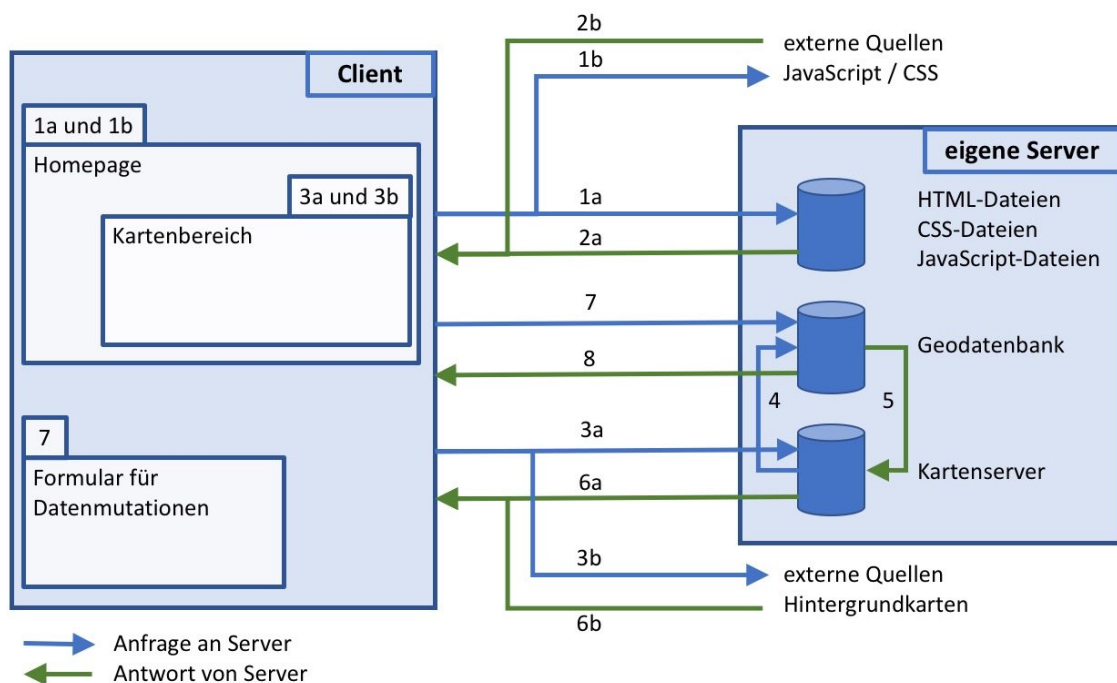 2b
externe Quellen
JavaScript / CSS
1b
Client
1a und 1b
Homepage
3a und 3b
Kartenbereich
eigene Server
1a
2a
HTML-Dateien
CSS-Dateien
JavaScript-Dateien
7
8
Geodatenbank
4
5
7
Formular für
Datenmutationen
3a
6a
Kartenserver
3b
externe Quellen
Hintergrundkarten
6b
Anfrage an Server
Antwort von Server